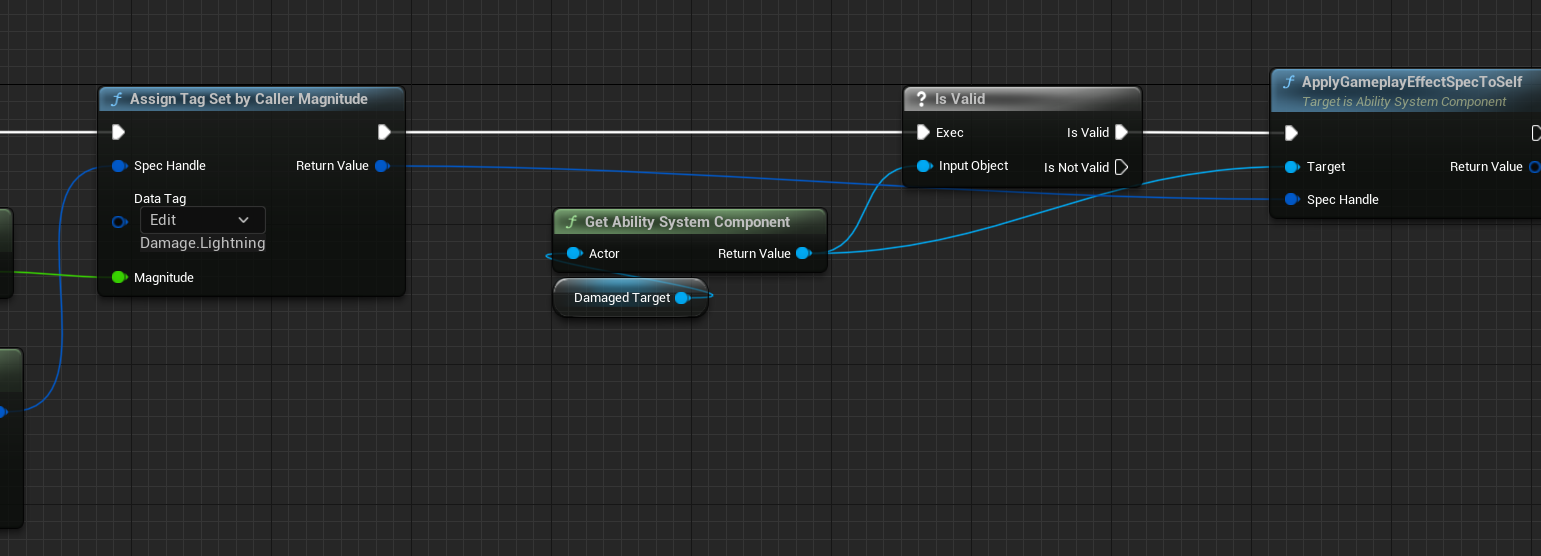 Assign Tag Set by Caller Magnitude
Spec Handle
Return Value
Data Tag
Edit
Damage.Lightning
Magnitude
Get Ability System Component
Actor
Return Value
Damaged Target
? Is Valid
Exec
Is Valid
Input Object
Is Not Valid
ApplyGameplayEffectSpecToSelf
Target is Ability System Component
Target
Return Value
Spec Handle